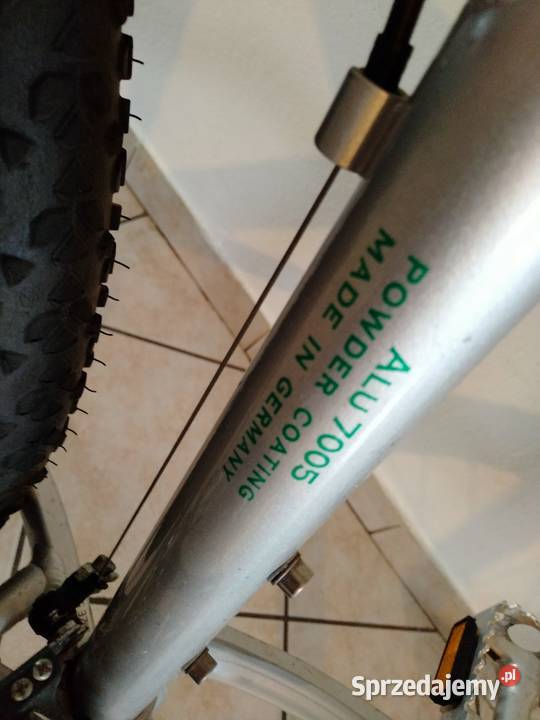 ALU 7005
POWDER COATING
MADE IN GERMANY
Sprzedajemy.pl